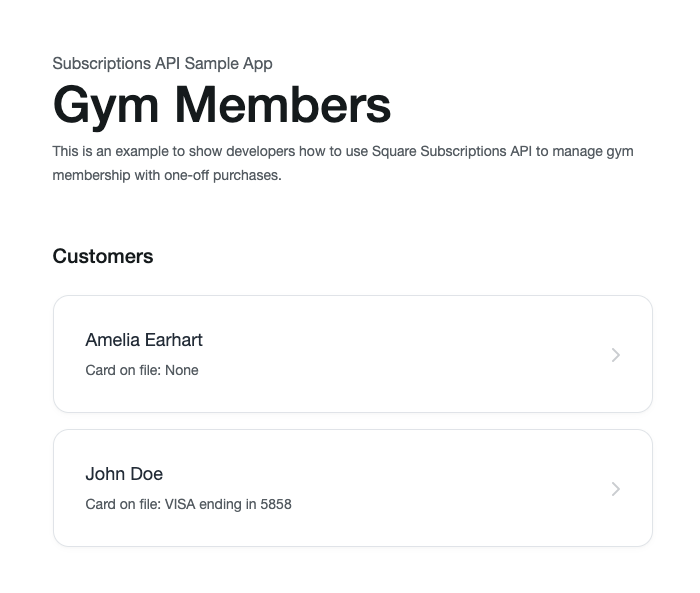 Subscriptions API Sample App
Gym Members
This is an example to show developers how to use Square Subscriptions API to manage gym
membership with one-off purchases.
Customers
Amelia Earhart
Card on file: None
John Doe
Card on file: VISA ending in 5858